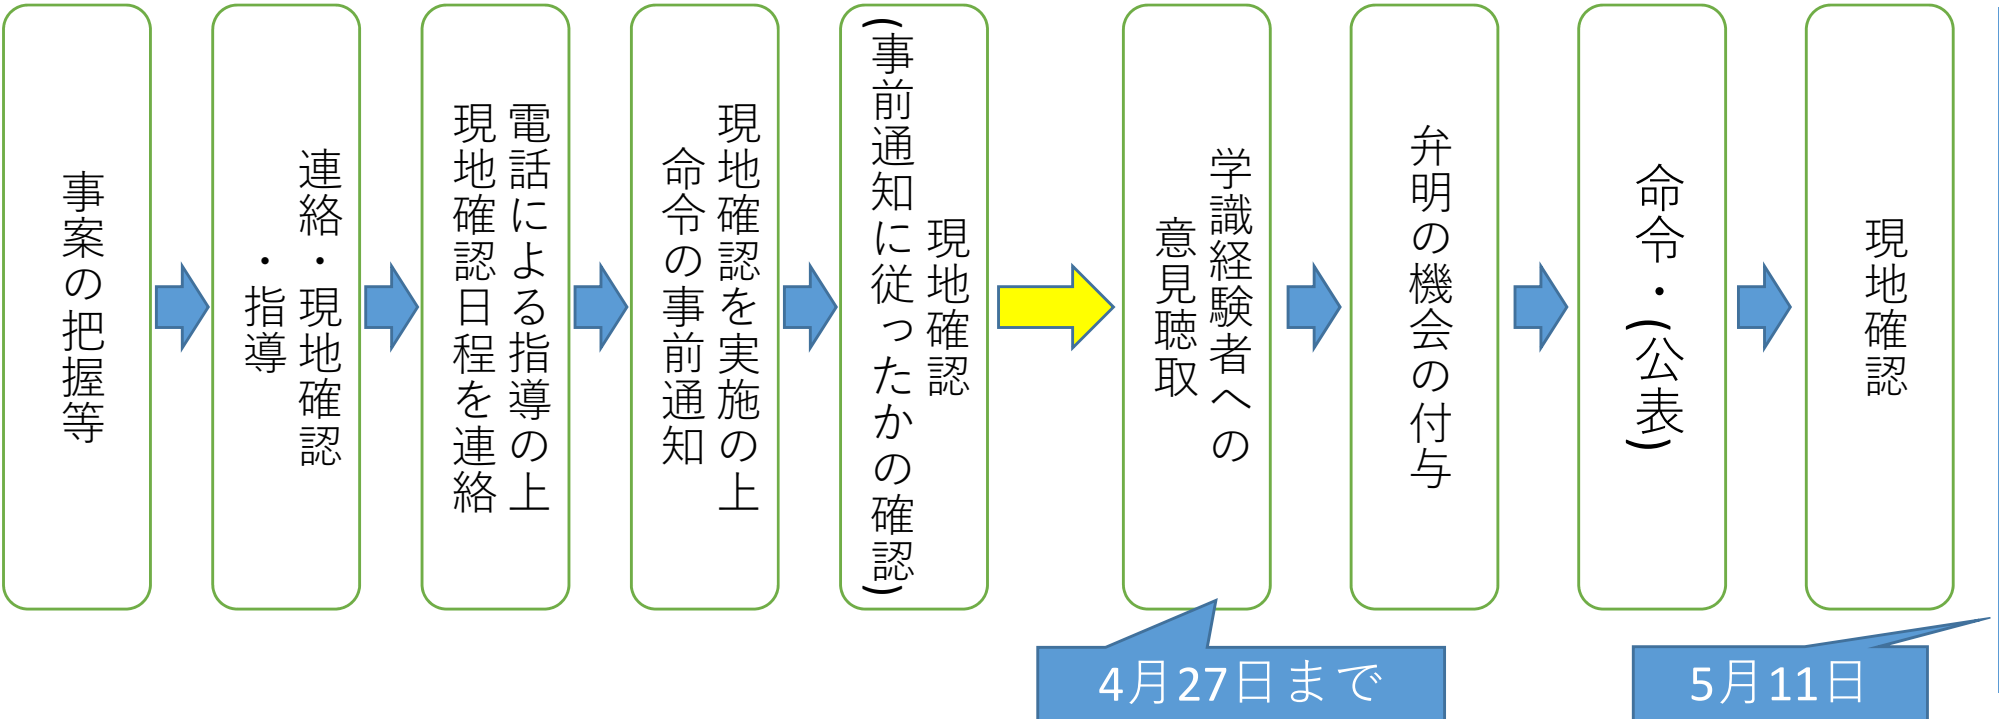 事案の把握等
連絡・現地確認
・指導
電話による指導の上
現地確認日程を連絡
現地確認を実施の上
命令の事前通知
現地確認
(事前通知に従ったかの確認)
学識経験者への
意見聴取
弁明の機会の付与
命令・(公表)
現地確認
4月27日まで
5月11日